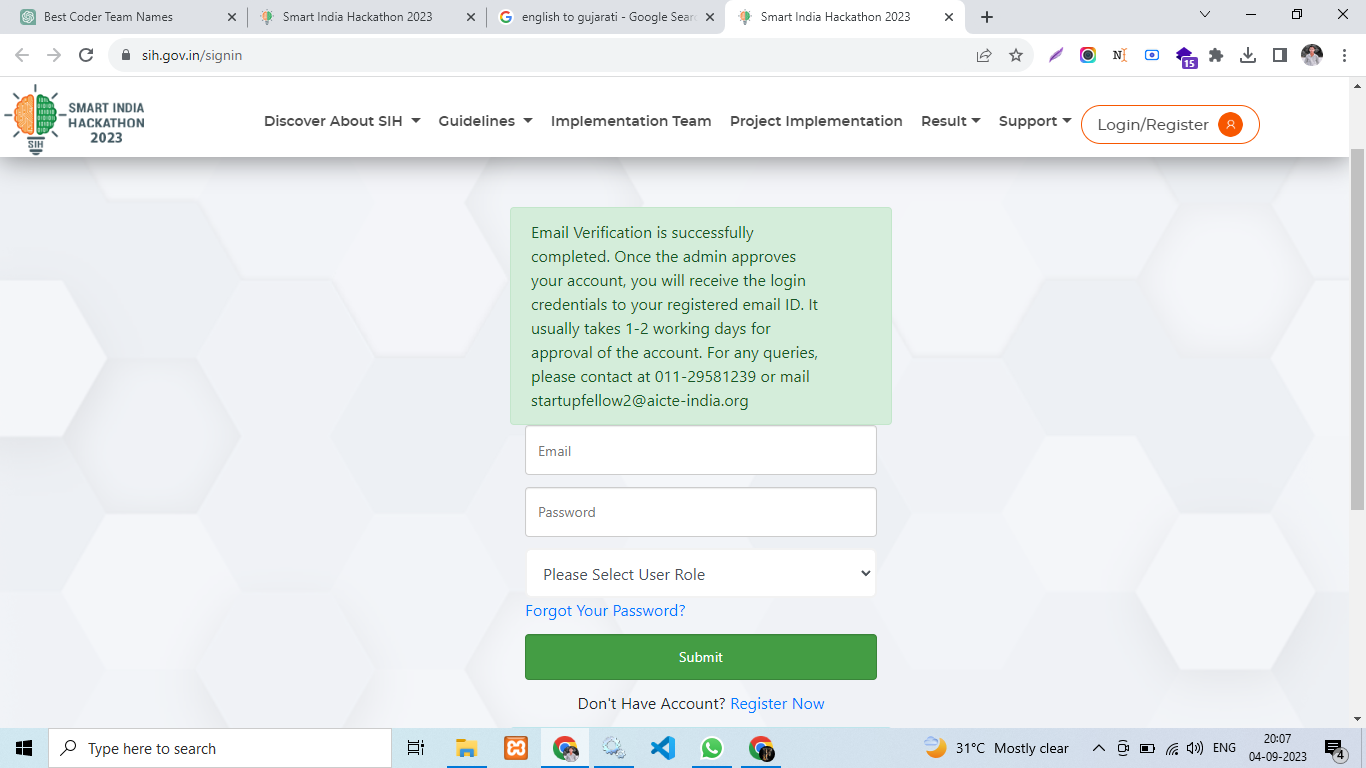 Best Coder Team Names
Smart India Hackathon 2023
english to gujarati - Google Sear
Smart India Hackathon 2023
sih.gov.in/signin
15
SMART INDIA
HACKATHON
2023
SIH
Discover About SIH
Guidelines
Implementation Team
Project Implementation
Result
Support
Login/Register
Email Verification is successfully
completed. Once the admin approves
your account, you will receive the login
credentials to your registered email ID. It
usually takes 1-2 working days for
approval of the account. For any queries,
please contact at 011-29581239 or mail
startupfellow2@aicte-india.org
Email
Password
Please Select User Role
Forgot Your Password?
Submit
Don't Have Account? Register Now
Type here to search
31°C Mostly clear
ENG
20:07
04-09-2023
4